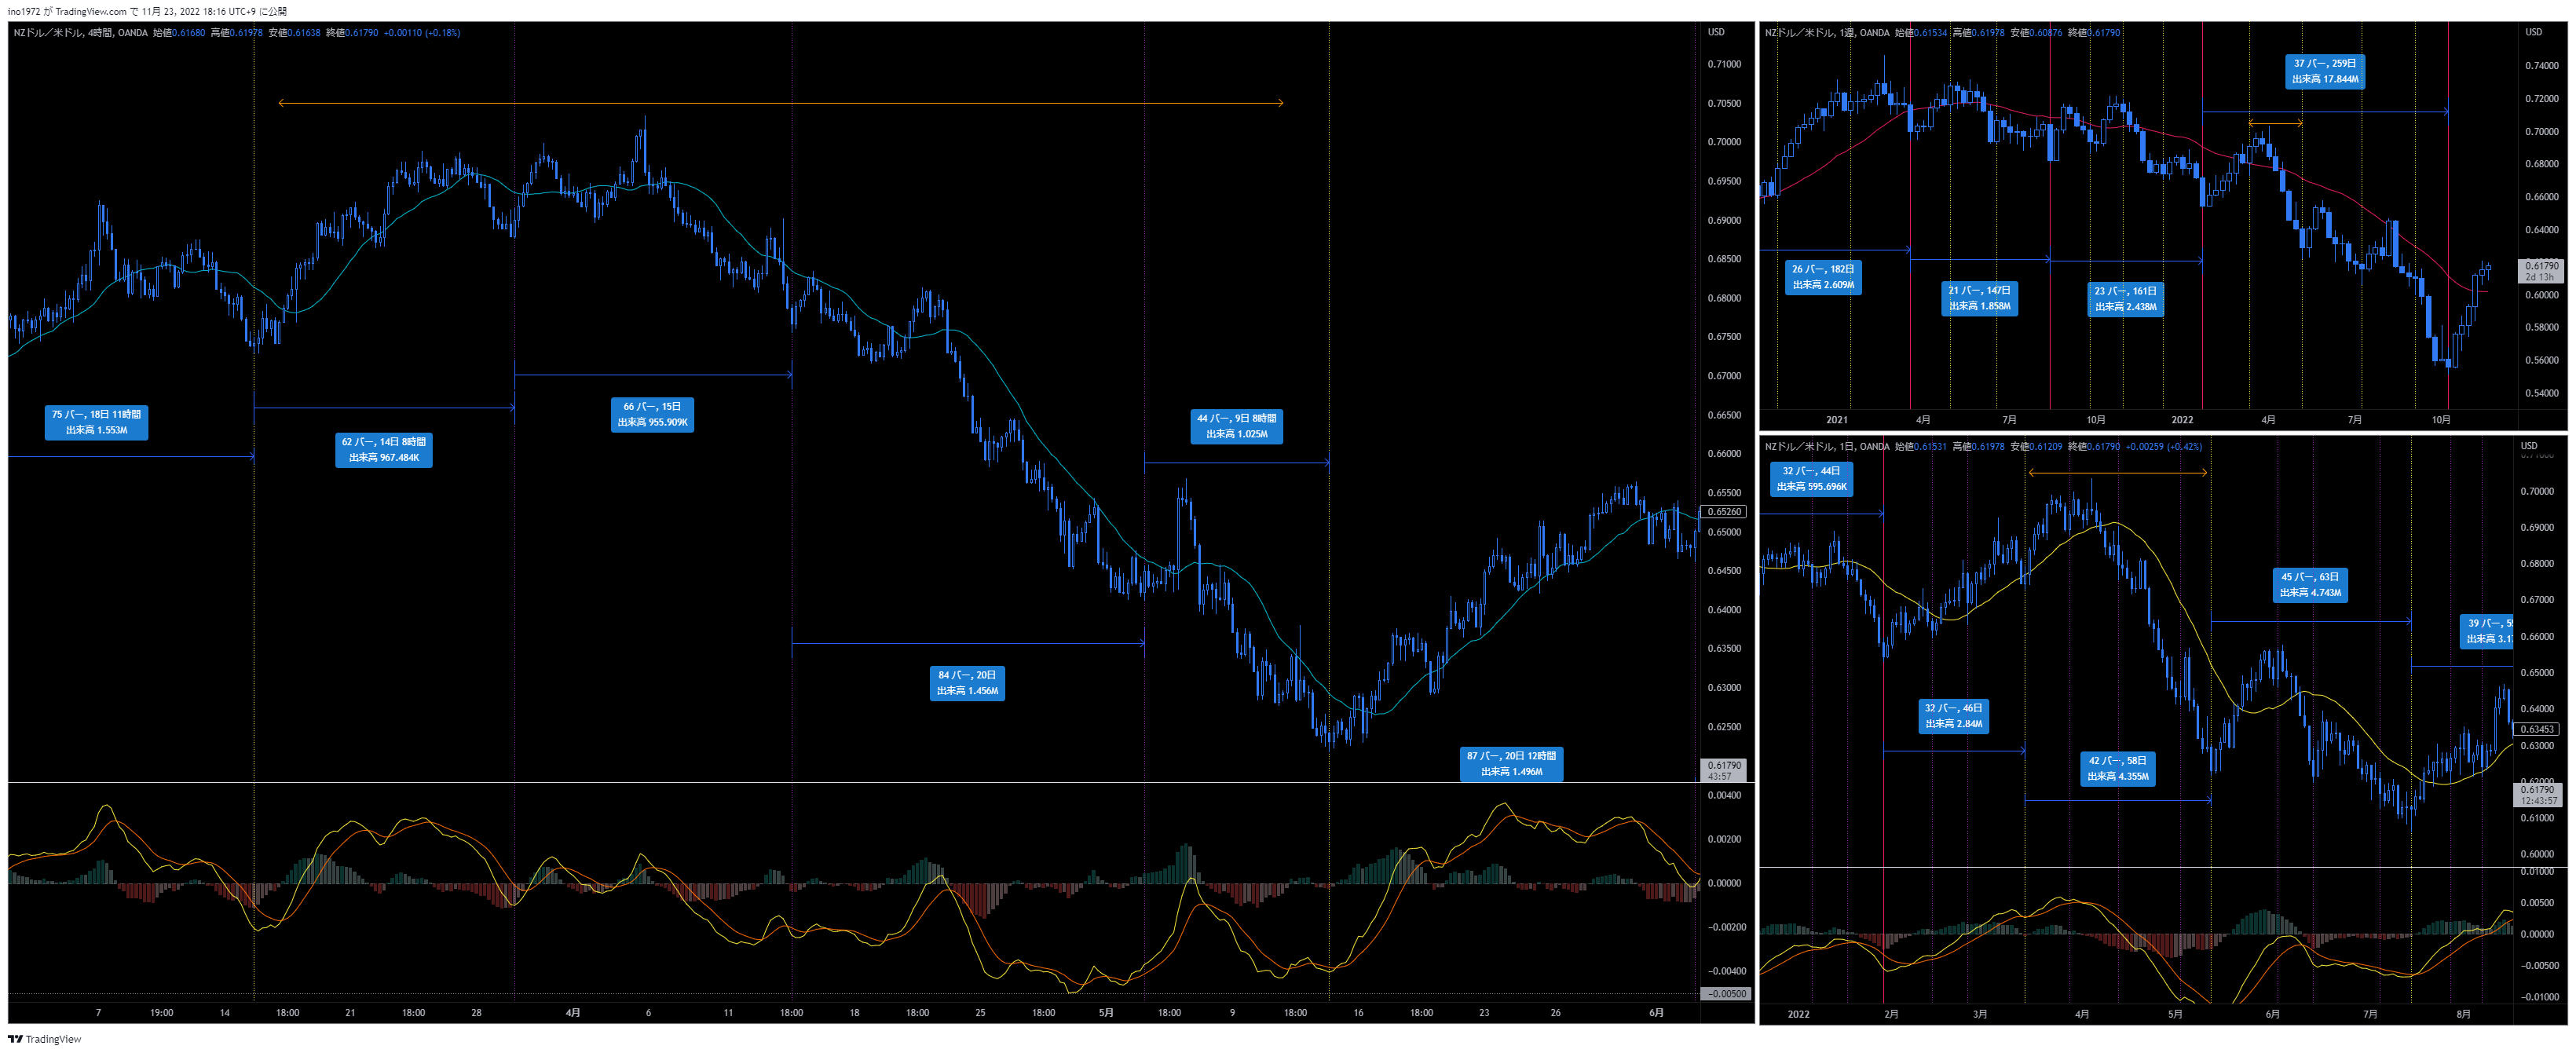 ino1972 が TradingView.com で 11月 23, 2022 18:16 UTC+9 に公開
NZドル／米ドル, 4時間, OANDA 始値0.61680 高値0.61978 安値0.61638 終値0.61790 +0.00110 (+0.18%)
USD
0.71000
0.70500
0.70000
0.69500
0.69000
0.68500
0.68000
0.67500
0.67000
0.66500
0.66000
0.65500
0.65260
0.65000
0.64500
0.64000
0.63500
0.63000
0.62500
0.61790
43:57
75 バー, 18日 11時間
出来高 1.553M
62 バー, 14日 8時間
出来高 967.484K
66 バー, 15日
出来高 955.909K
84 バー, 20日
出来高 1.456M
44 バー, 9日 8時間
出来高 1.025M
87 バー, 20日 12時間
出来高 1.496M
0.00400
0.00200
0.00000
−0.00200
−0.00400
−0.00500
7 19:00 14 18:00 21 18:00 28 4月 6 11 18:00 18 18:00 25 18:00 5月 18:00 9 18:00 16 18:00 23 26 6月
NZドル／米ドル, 1週, OANDA 始値0.61534 高値0.61978 安値0.60876 終値0.61790
USD
0.74000
0.72000
0.70000
0.68000
0.66000
0.64000
0.61790
2d 13h
0.60000
0.58000
0.56000
0.54000
37 バー, 259日
出来高 17.844M
26 バー, 182日
出来高 2.609M
21 バー, 147日
出来高 1.858M
23 バー, 161日
出来高 2.438M
2021 4月 7月 10月 2022 4月 7月 10月
NZドル／米ドル, 1日, OANDA 始値0.61531 高値0.61978 安値0.61209 終値0.61790 +0.00259 (+0.42%)
USD
0.71000
0.70000
0.69000
0.68000
0.67000
0.66000
0.65000
0.64000
0.63453
0.63000
0.62000
0.61790
12:43:57
0.61000
0.60000
32 バー, 44日
出来高 595.696K
32 バー, 46日
出来高 2.84M
42 バー, 58日
出来高 4.355M
45 バー, 63日
出来高 4.743M
39 バー,
出来高
0.01000
0.00500
0.00000
−0.00500
−0.01000
2022 2月 3月 4月 5月 6月 7月 8月
TradingView